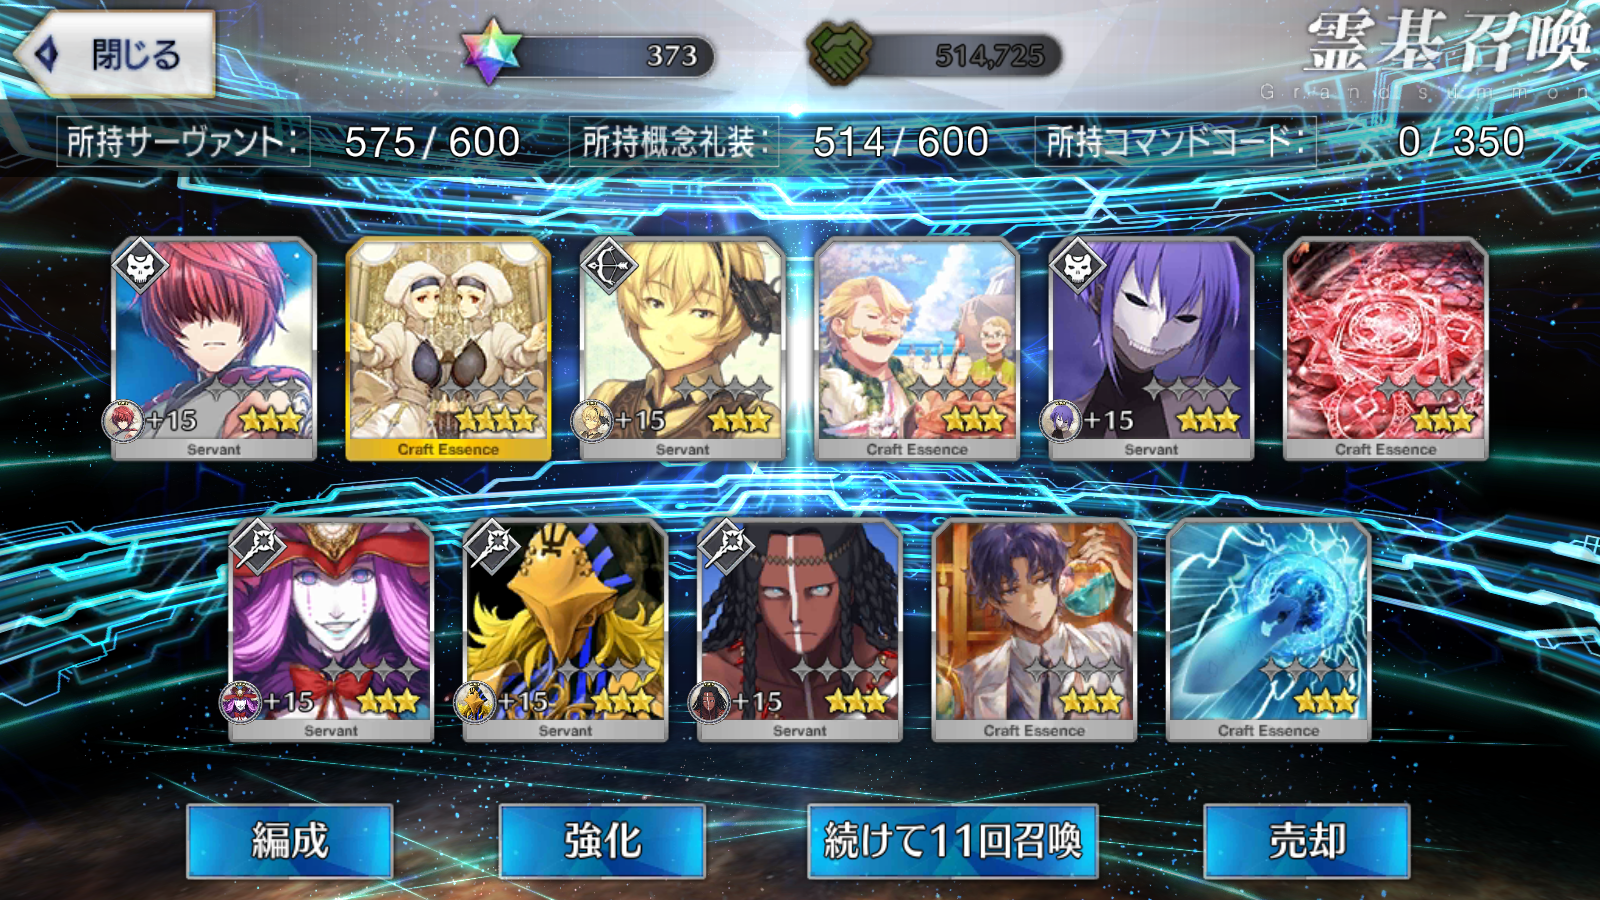 閉じる
373
514,725
霊基召喚
Grand summon
所持サーヴァント: 575 / 600
所持概念礼装: 514 / 600
所持コマンドコード: 0 / 350
+15
+15
+15
Servant
Craft Essence
Servant
Craft Essence
Servant
Craft Essence
+15
+15
+15
Servant
Servant
Servant
Craft Essence
Craft Essence
編成
強化
続けて11回召喚
売却